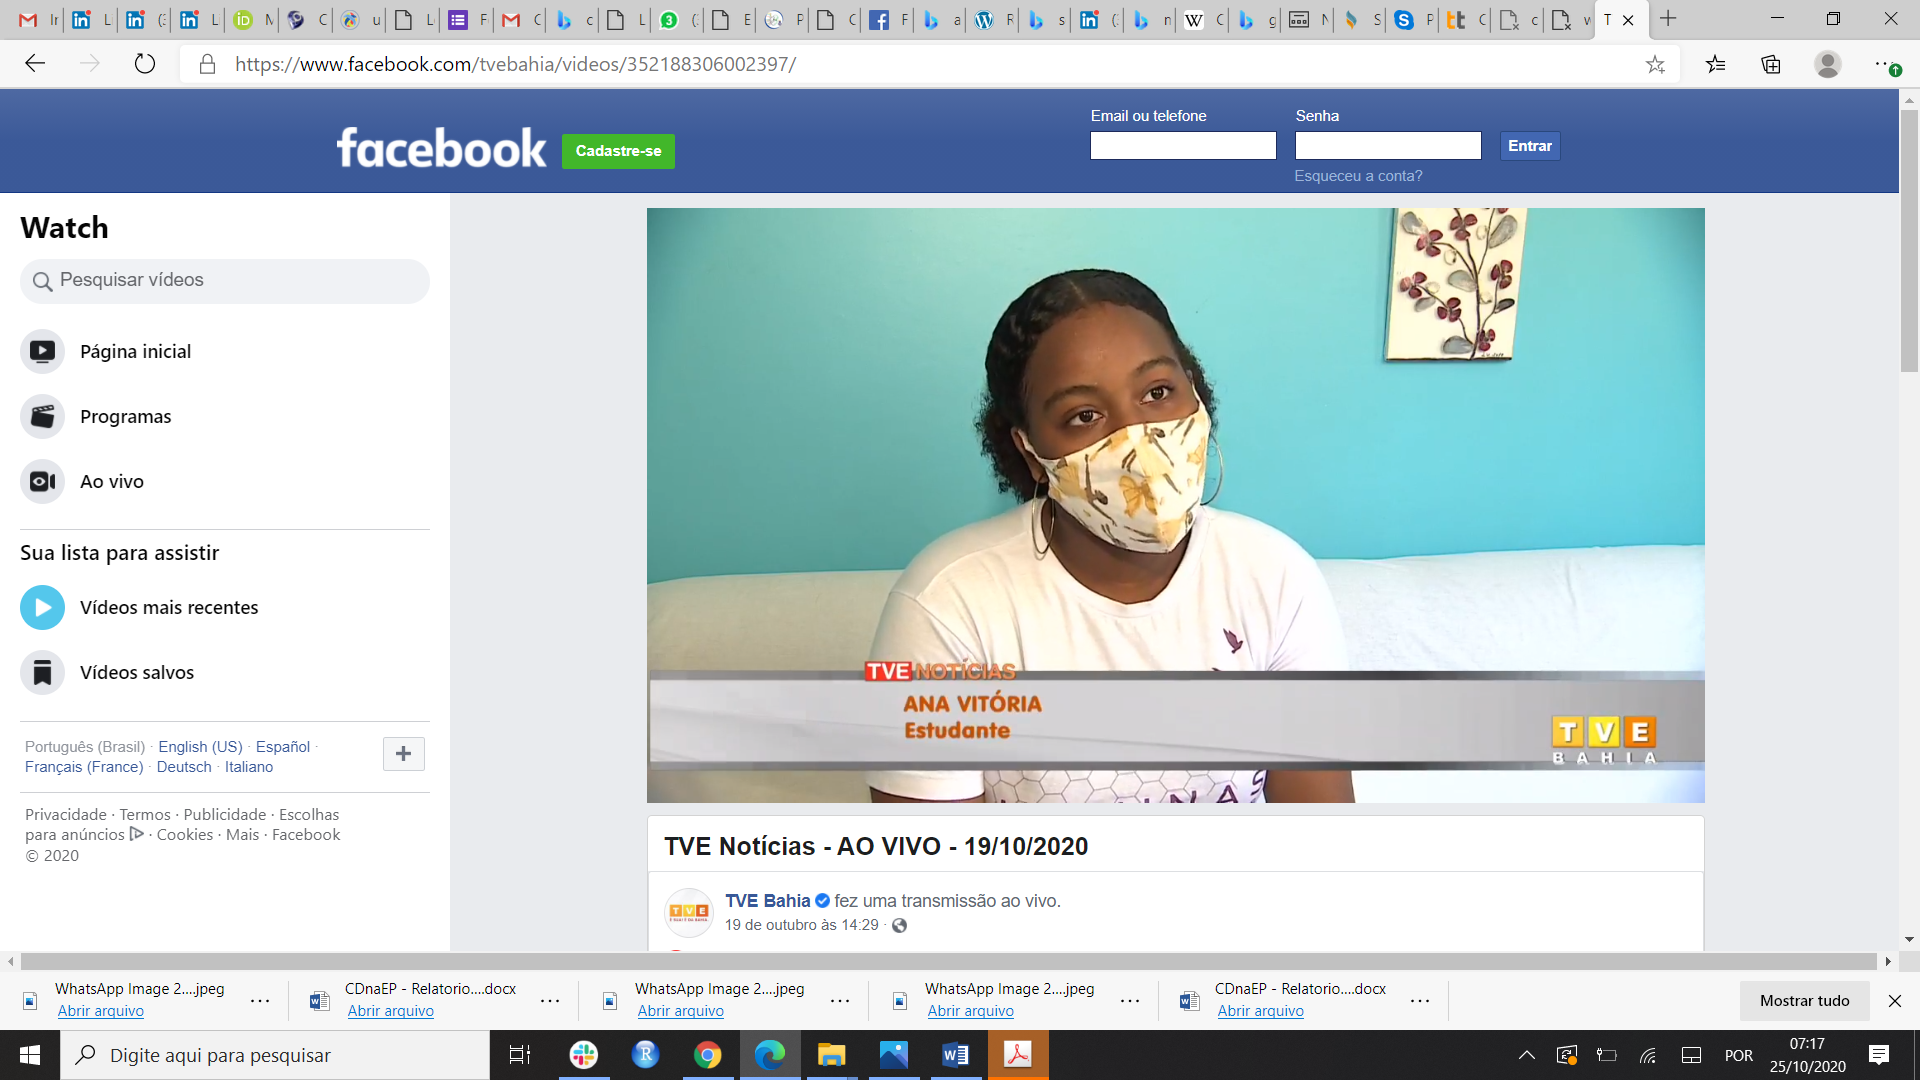 https://www.facebook.com/tvebahia/videos/352188306002397/
facebook
Cadastre-se
Email ou telefone
Senha
Entrar
Esqueceu a conta?
Watch
Pesquisar vídeos
Página inicial
Programas
Ao vivo
Sua lista para assistir
Vídeos mais recentes
Vídeos salvos
Português (Brasil) · English (US) · Español ·
Français (France) · Deutsch · Italiano
Privacidade · Termos · Publicidade · Escolhas
para anúncios · Cookies · Mais · Facebook
© 2020
TVE NOTÍCIAS
ANA VITÓRIA
Estudante
TVE
BAHIA
TVE Notícias - AO VIVO - 19/10/2020
TVE Bahia fez uma transmissão ao vivo.
19 de outubro às 14:29 ·
WhatsApp Image 2....jpeg
Abrir arquivo
CDnaEP - Relatorio....docx
Abrir arquivo
WhatsApp Image 2....jpeg
Abrir arquivo
WhatsApp Image 2....jpeg
Abrir arquivo
CDnaEP - Relatorio....docx
Abrir arquivo
Mostrar tudo
Digite aqui para pesquisar
POR
07:17
25/10/2020